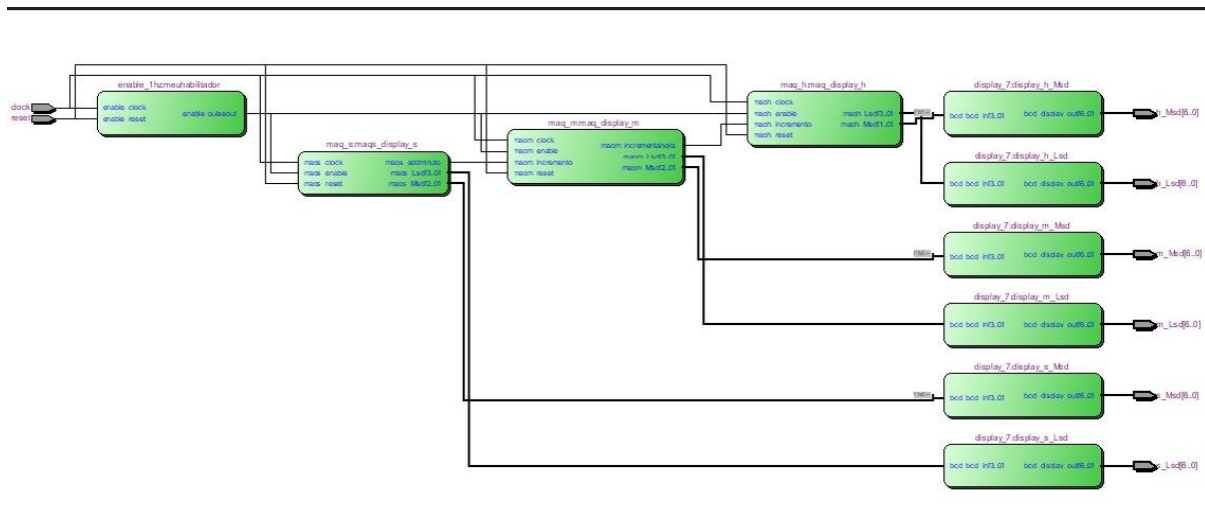 enable_1hz:meuhabilitador
clock
reset
enable clock
enable reset
enable pulseout
maq_s:maqs_display_s
maqs clock
maqs enable
maqs reset
maqs addminuto
maqs Lsd[3..0]
maqs Msd[2..0]
maq_m:maq_display_m
maqm clock
maqm enable
maqm incremento
maqm reset
maqm incrementahora
maqm Lsd[3..0]
maqm Msd[2..0]
maq_h:maq_display_h
maqh clock
maqh enable
maqh incremento
maqh reset
maqh Lsd[3..0]
maqh Msd[1..0]
display_7:display_h_Msd
bcd bcd in[3..0]
bcd display out[6..0]
h_Msd[6..0]
display_7:display_h_Lsd
bcd bcd in[3..0]
bcd display out[6..0]
h_Lsd[6..0]
display_7:display_m_Msd
bcd bcd in[3..0]
bcd display out[6..0]
m_Msd[6..0]
display_7:display_m_Lsd
bcd bcd in[3..0]
bcd display out[6..0]
m_Lsd[6..0]
display_7:display_s_Msd
bcd bcd in[3..0]
bcd display out[6..0]
s_Msd[6..0]
display_7:display_s_Lsd
bcd bcd in[3..0]
bcd display out[6..0]
s_Lsd[6..0]